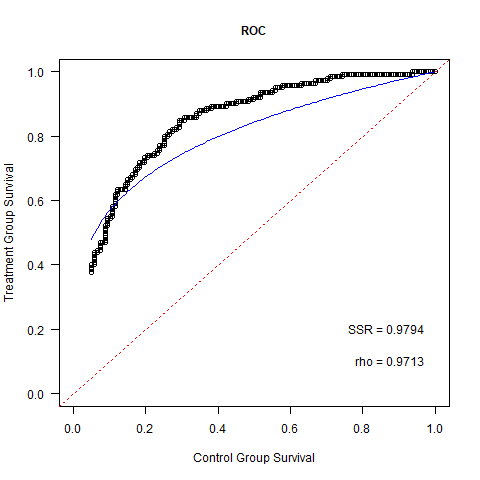 ROC
Treatment Group Survival
1.0
0.8
0.6
0.4
0.2
0.0
SSR = 0.9794
rho = 0.9713
0.0 0.2 0.4 0.6 0.8 1.0
Control Group Survival